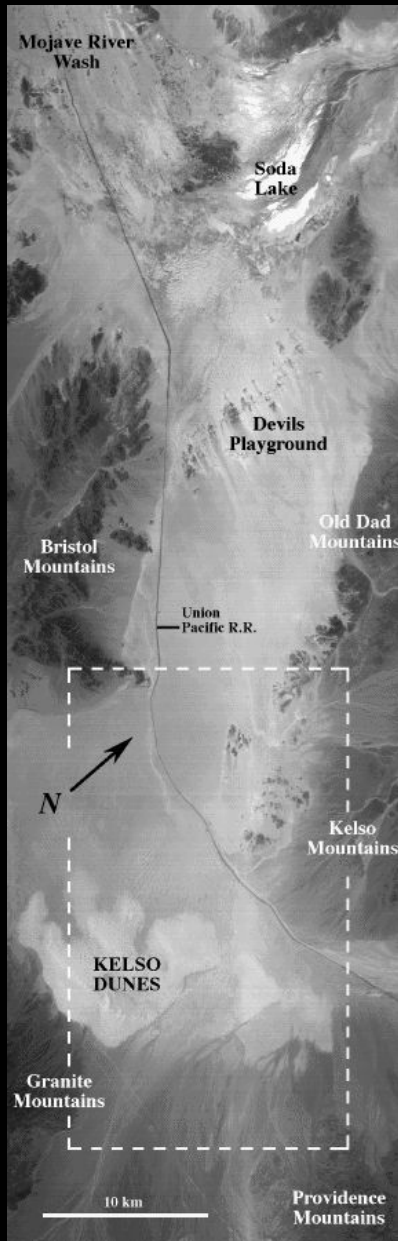 Mojave River
Wash
Soda
Lake
Devils
Playground
Old Dad
Mountains
Bristol
Mountains
Union
Pacific R.R.
N
Kelso
Mountains
KELSO
DUNES
Granite
Mountains
10 km
Providence
Mountains